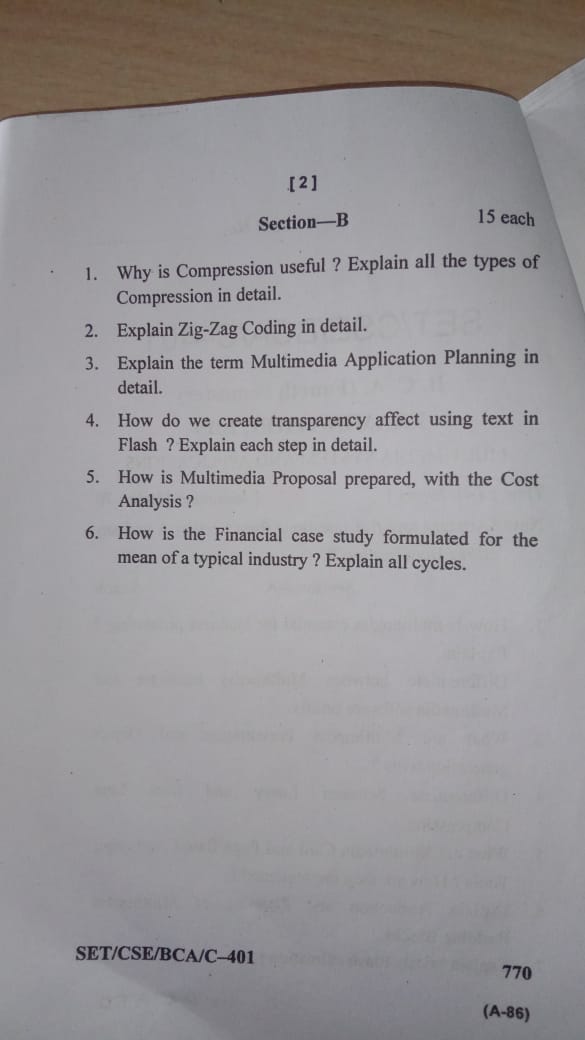 [2]
Section—B 15 each
1. Why is Compression useful ? Explain all the types of
Compression in detail.
2. Explain Zig-Zag Coding in detail.
3. Explain the term Multimedia Application Planning in
detail.
4. How do we create transparency affect using text in
Flash ? Explain each step in detail.
5. How is Multimedia Proposal prepared, with the Cost
Analysis ?
6. How is the Financial case study formulated for the
mean of a typical industry ? Explain all cycles.
SET/CSE/BCA/C–401
770
(A-86)